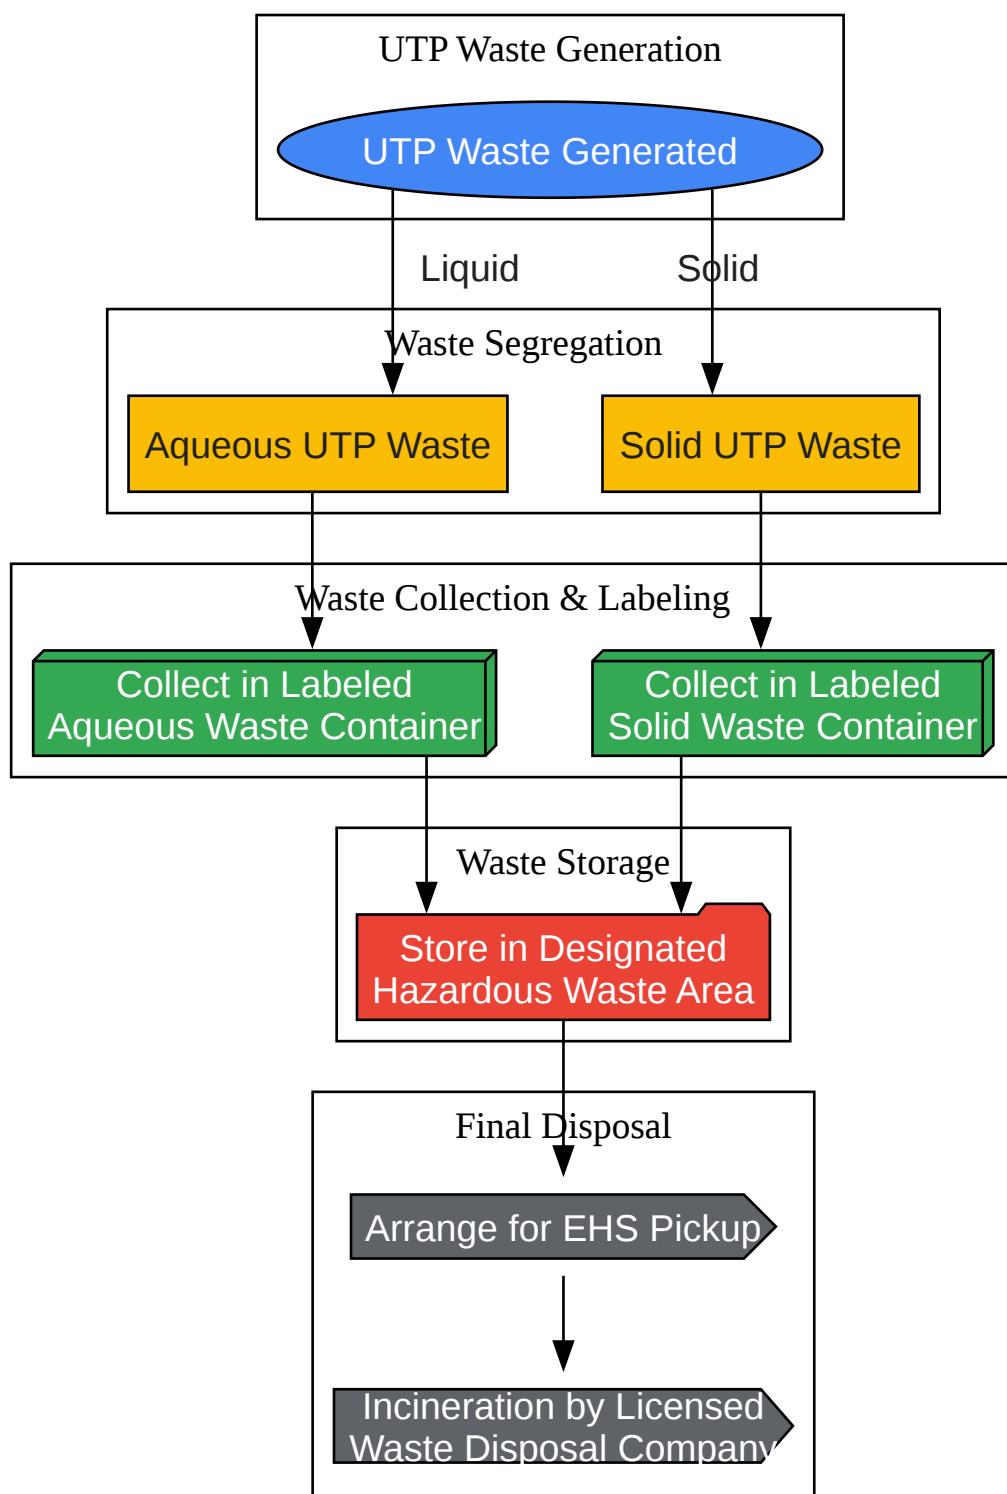 UTP Waste Generation
UTP Waste Generated
Liquid
Solid
Waste Segregation
Aqueous UTP Waste
Solid UTP Waste
Waste Collection & Labeling
Collect in Labeled
Aqueous Waste Container
Collect in Labeled
Solid Waste Container
Waste Storage
Store in Designated
Hazardous Waste Area
Final Disposal
Arrange for EHS Pickup
Incineration by Licensed
Waste Disposal Company